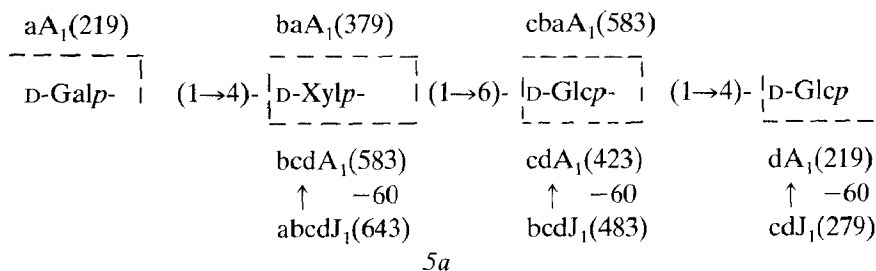 aA₁(219) baA₁(379) cbaA₁(583)
D-Galp- (1→4)- D-Xylp- (1→6)- D-Glcp- (1→4)- D-Glcp
bcdA₁(583) cdA₁(423) dA₁(219)
↑ −60 ↑ −60 ↑ −60
abcdJ₁(643) bcdJ₁(483) cdJ₁(279)
5a